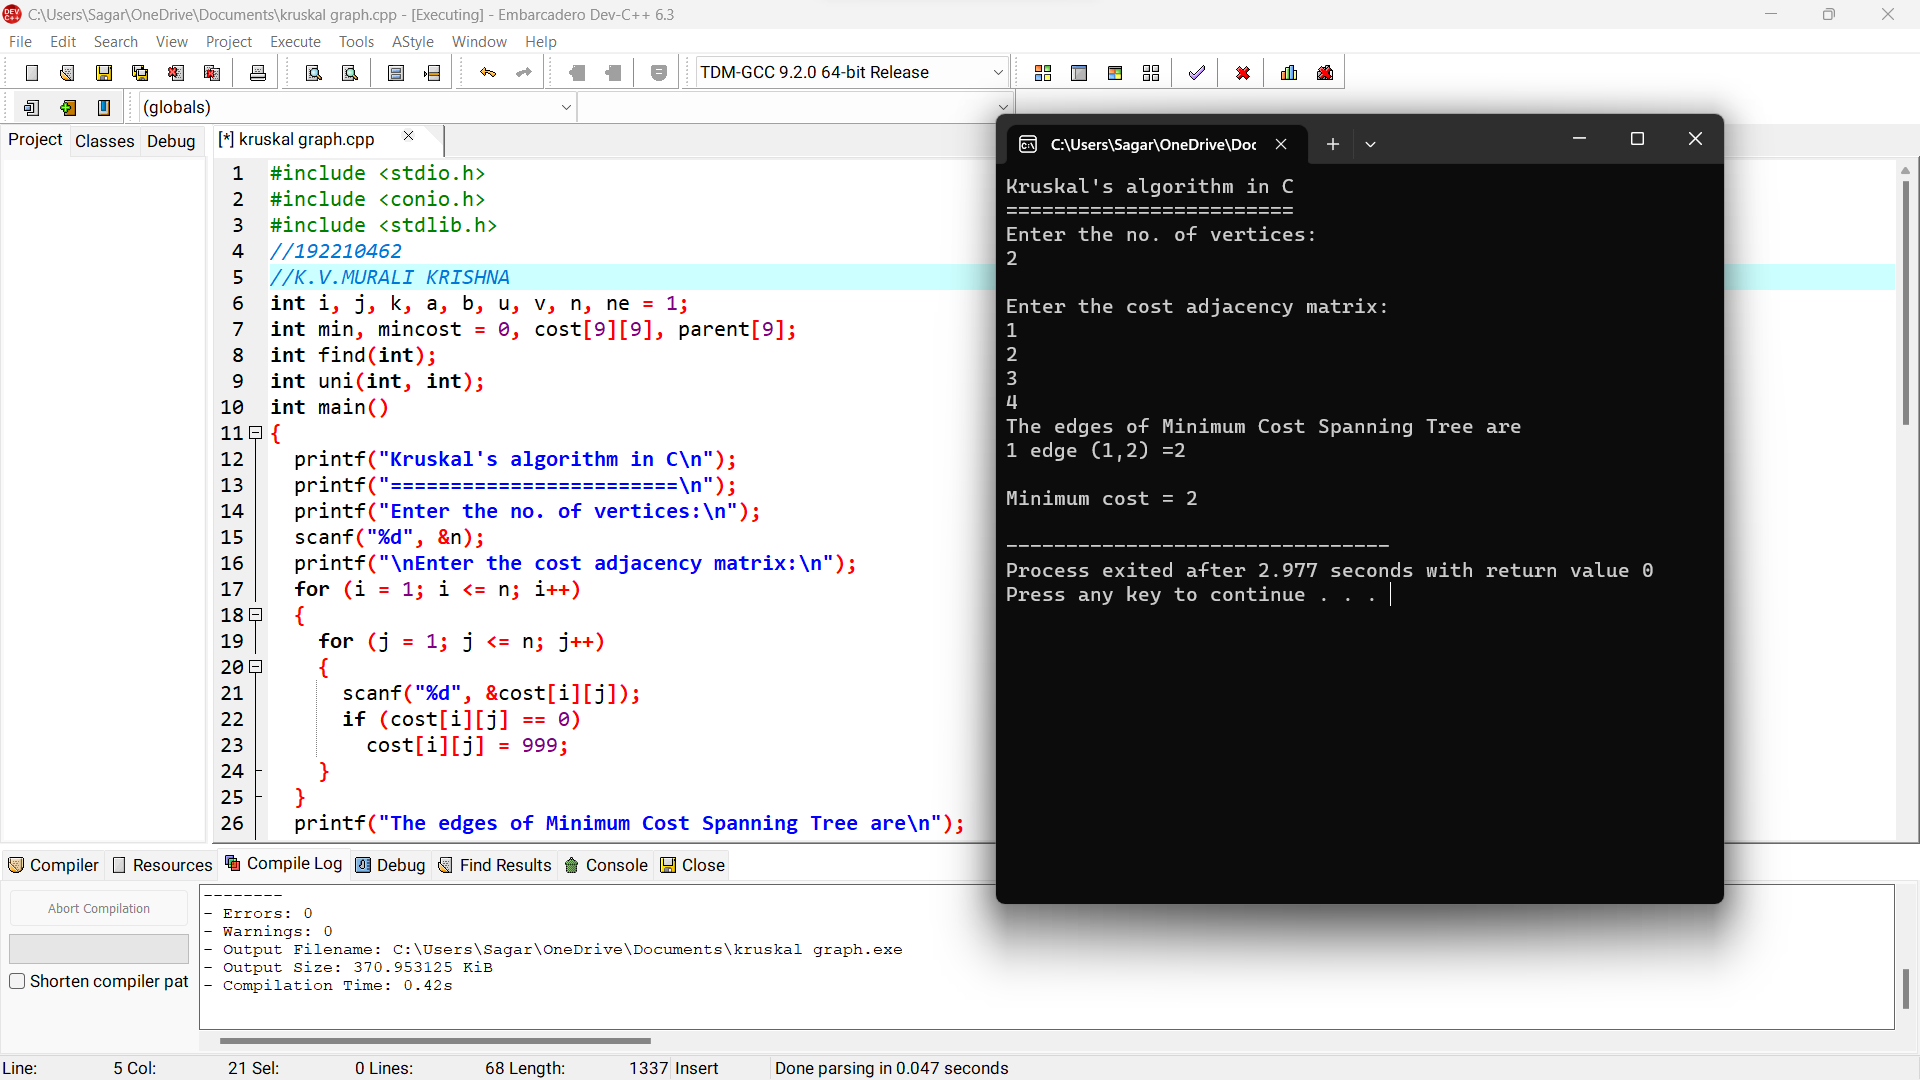 C:\Users\Sagar\OneDrive\Documents\kruskal graph.cpp - [Executing] - Embarcadero Dev-C++ 6.3
File Edit Search View Project Execute Tools AStyle Window Help
TDM-GCC 9.2.0 64-bit Release
(globals)
Project Classes Debug
[*] kruskal graph.cpp
1 #include <stdio.h>
2 #include <conio.h>
3 #include <stdlib.h>
4 //192210462
5 //K.V.MURALI KRISHNA
6 int i, j, k, a, b, u, v, n, ne = 1;
7 int min, mincost = 0, cost[9][9], parent[9];
8 int find(int);
9 int uni(int, int);
10 int main()
11 {
12 printf("Kruskal's algorithm in C\n");
13 printf("========================\n");
14 printf("Enter the no. of vertices:\n");
15 scanf("%d", &n);
16 printf("\nEnter the cost adjacency matrix:\n");
17 for (i = 1; i <= n; i++)
18 {
19 for (j = 1; j <= n; j++)
20 {
21 scanf("%d", &cost[i][j]);
22 if (cost[i][j] == 0)
23 cost[i][j] = 999;
24 }
25 }
26 printf("The edges of Minimum Cost Spanning Tree are\n");
C:\Users\Sagar\OneDrive\Doc
Kruskal's algorithm in C
========================
Enter the no. of vertices:
2
Enter the cost adjacency matrix:
1
2
3
4
The edges of Minimum Cost Spanning Tree are
1 edge (1,2) =2
Minimum cost = 2
--------------------------------
Process exited after 2.977 seconds with return value 0
Press any key to continue . . .
Compiler Resources Compile Log Debug Find Results Console Close
Abort Compilation
Shorten compiler pat
--------
- Errors: 0
- Warnings: 0
- Output Filename: C:\Users\Sagar\OneDrive\Documents\kruskal graph.exe
- Output Size: 370.953125 KiB
- Compilation Time: 0.42s
Line: 5 Col: 21 Sel: 0 Lines: 68 Length: 1337 Insert Done parsing in 0.047 seconds